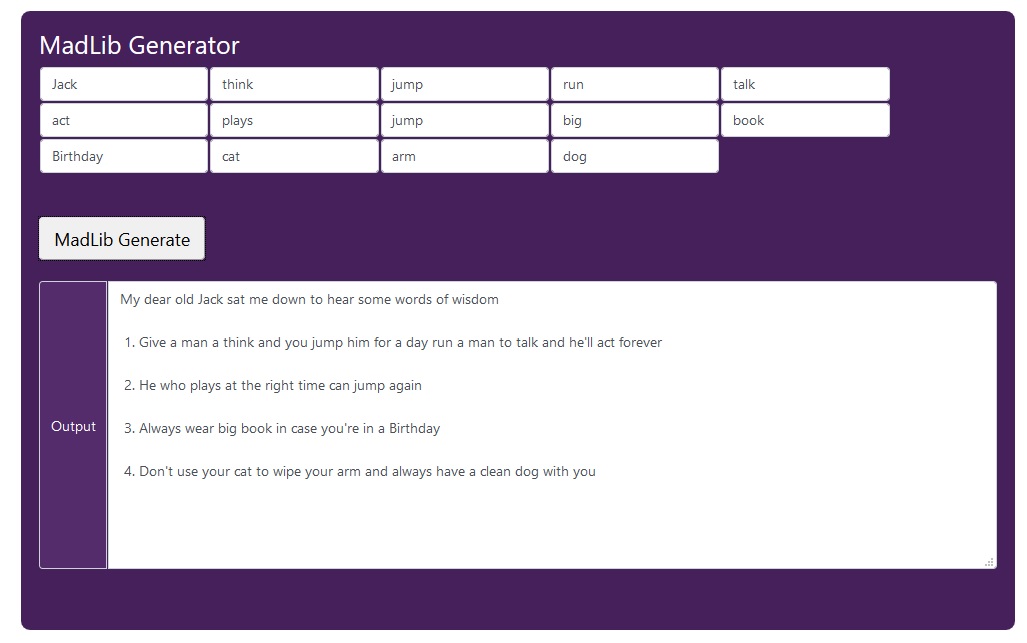 MadLib Generator
Jack think jump run talk
act plays jump big book
Birthday cat arm dog
MadLib Generate
Output
My dear old Jack sat me down to hear some words of wisdom
1. Give a man a think and you jump him for a day run a man to talk and he'll act forever
2. He who plays at the right time can jump again
3. Always wear big book in case you're in a Birthday
4. Don't use your cat to wipe your arm and always have a clean dog with you